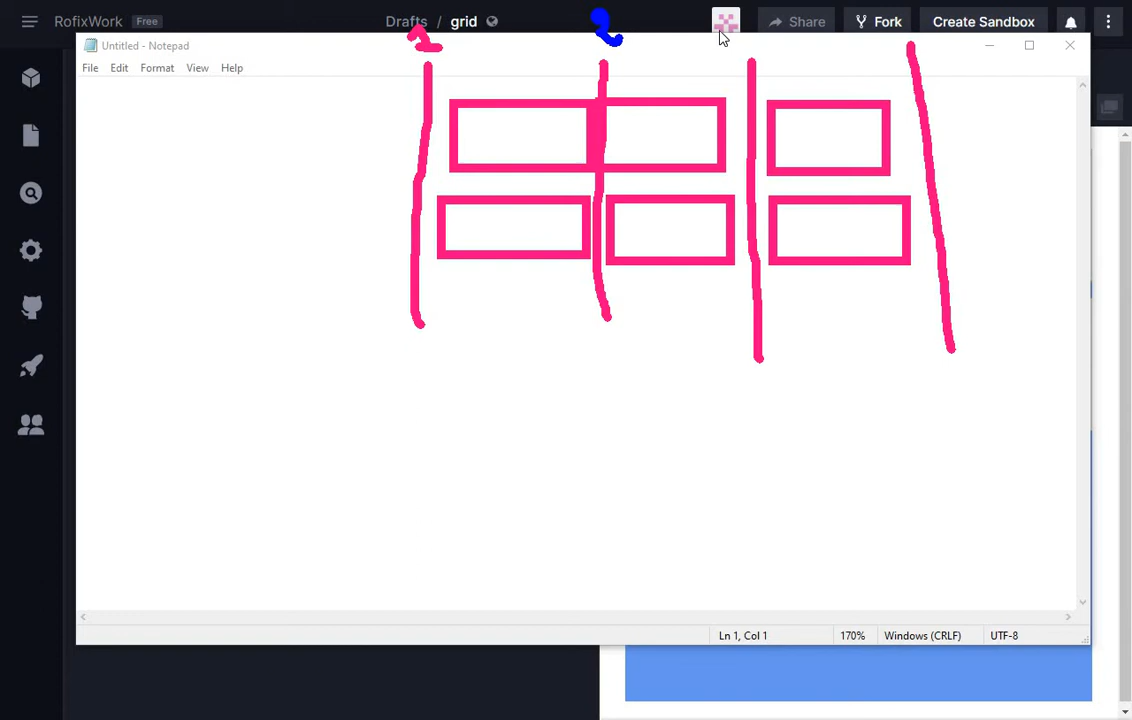 RofixWork Free Drafts / grid Share Fork Create Sandbox
Untitled - Notepad
File Edit Format View Help
Ln 1, Col 1 170% Windows (CRLF) UTF-8